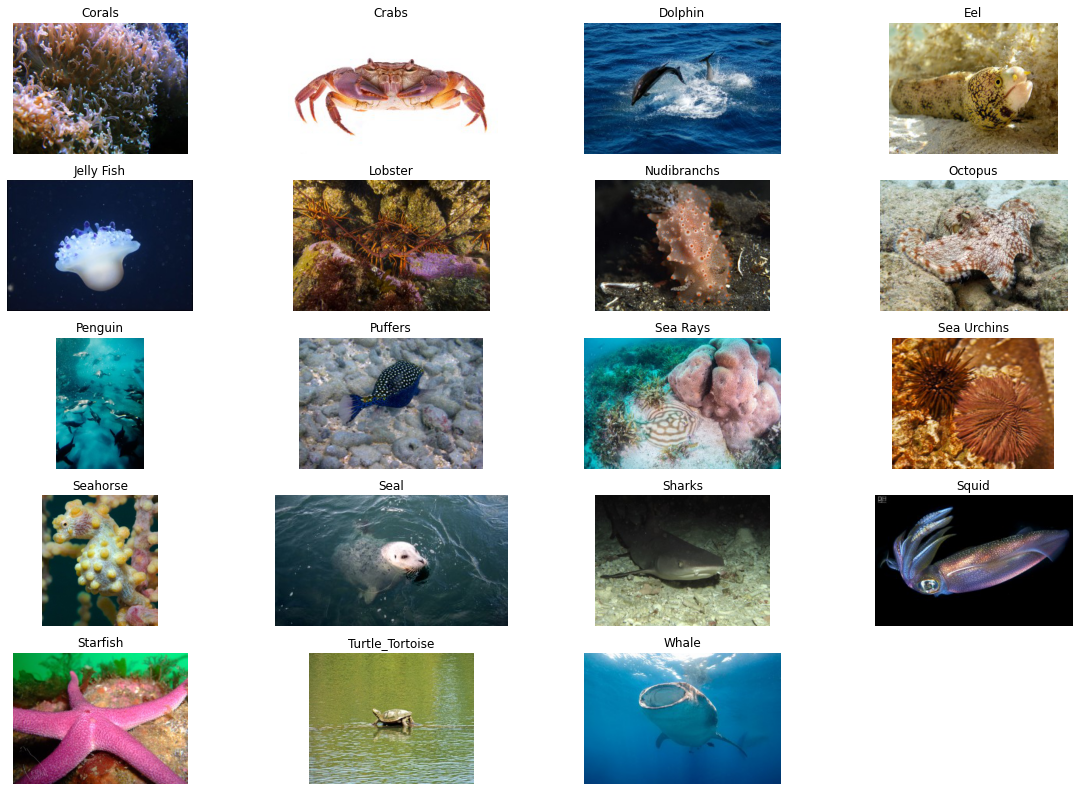 Corals
Crabs
Dolphin
Eel
Jelly Fish
Lobster
Nudibranchs
Octopus
Penguin
Puffers
Sea Rays
Sea Urchins
Seahorse
Seal
Sharks
Squid
Starfish
Turtle_Tortoise
Whale